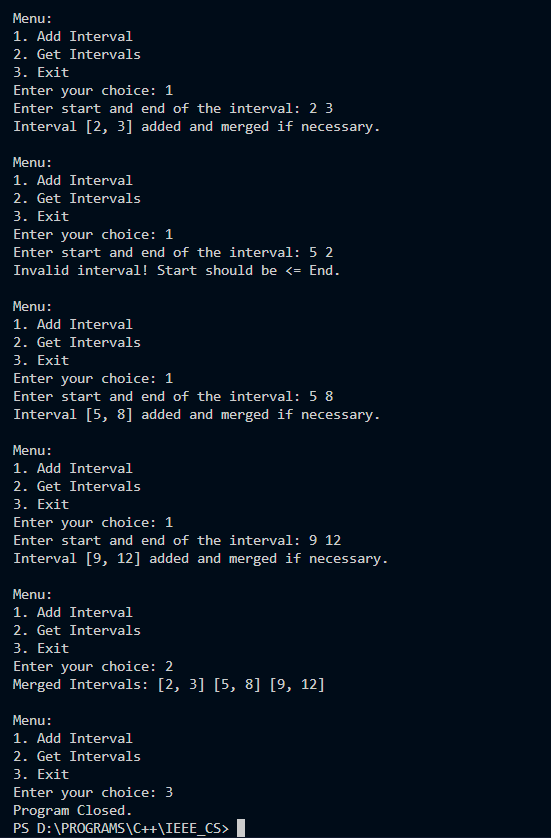 Menu:
1. Add Interval
2. Get Intervals
3. Exit
Enter your choice: 1
Enter start and end of the interval: 2 3
Interval [2, 3] added and merged if necessary.
Menu:
1. Add Interval
2. Get Intervals
3. Exit
Enter your choice: 1
Enter start and end of the interval: 5 2
Invalid interval! Start should be <= End.
Menu:
1. Add Interval
2. Get Intervals
3. Exit
Enter your choice: 1
Enter start and end of the interval: 5 8
Interval [5, 8] added and merged if necessary.
Menu:
1. Add Interval
2. Get Intervals
3. Exit
Enter your choice: 1
Enter start and end of the interval: 9 12
Interval [9, 12] added and merged if necessary.
Menu:
1. Add Interval
2. Get Intervals
3. Exit
Enter your choice: 2
Merged Intervals: [2, 3] [5, 8] [9, 12]
Menu:
1. Add Interval
2. Get Intervals
3. Exit
Enter your choice: 3
Program Closed.
PS D:\PROGRAMS\C++\IEEE_CS>